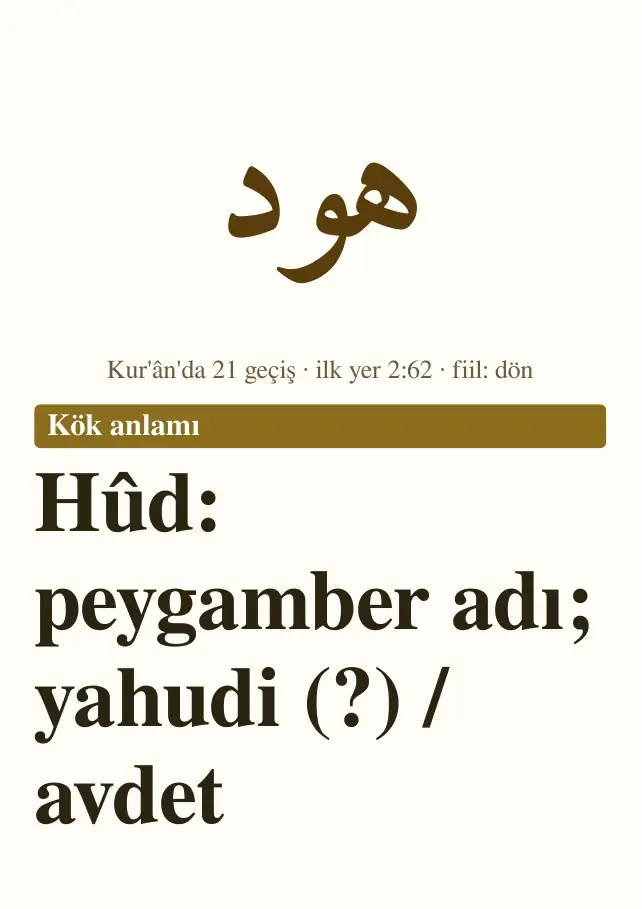 هود
Kur'ân'da 21 geçiş · ilk yer 2:62 · fiil: dön
Kök anlamı
Hûd:
peygamber adı;
yahudi (?) /
avdet